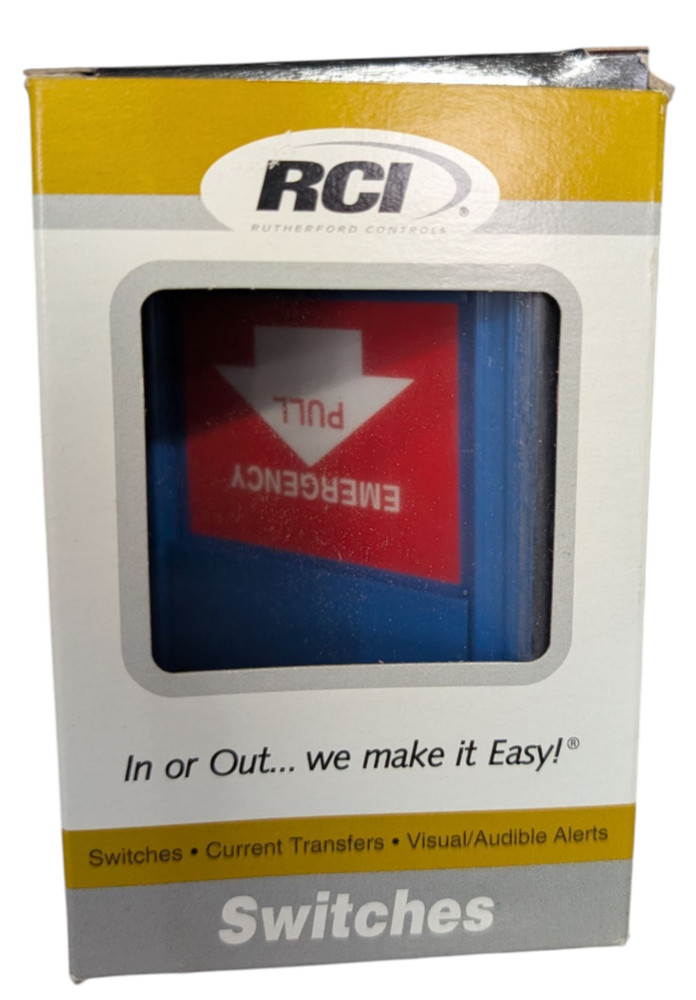 RCI®
RUTHERFORD CONTROLS
PULL
EMERGENCY
In or Out... we make it Easy!®
Switches • Current Transfers • Visual/Audible Alerts
Switches